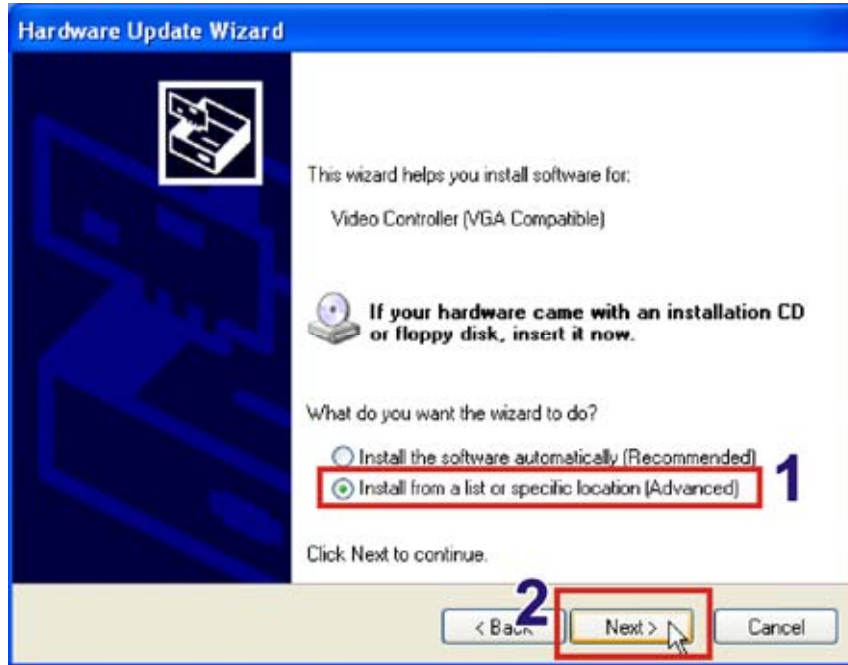 Hardware Update Wizard
This wizard helps you install software for:
Video Controller (VGA Compatible)
If your hardware came with an installation CD
or floppy disk, insert it now.
What do you want the wizard to do?
Install the software automatically (Recommended)
Install from a list or specific location (Advanced)
1
Click Next to continue.
2
< Back
Next >
Cancel